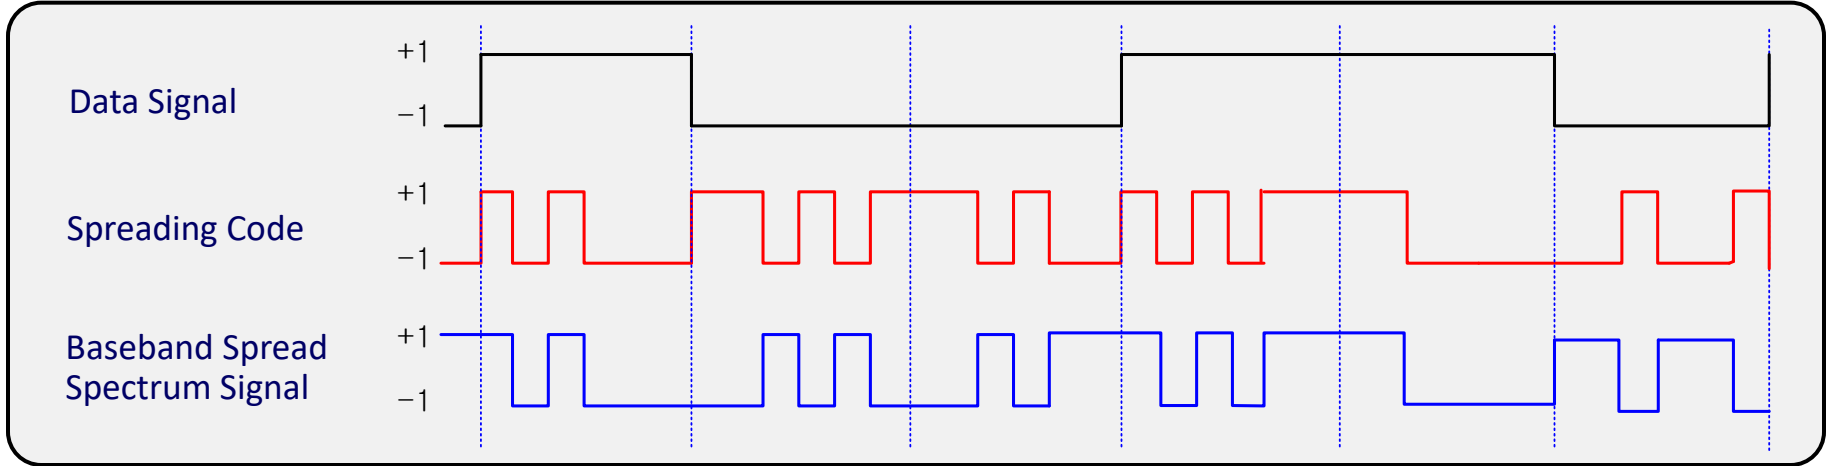 +1
Data Signal
−1
+1
Spreading Code
−1
+1
Baseband Spread
Spectrum Signal
−1